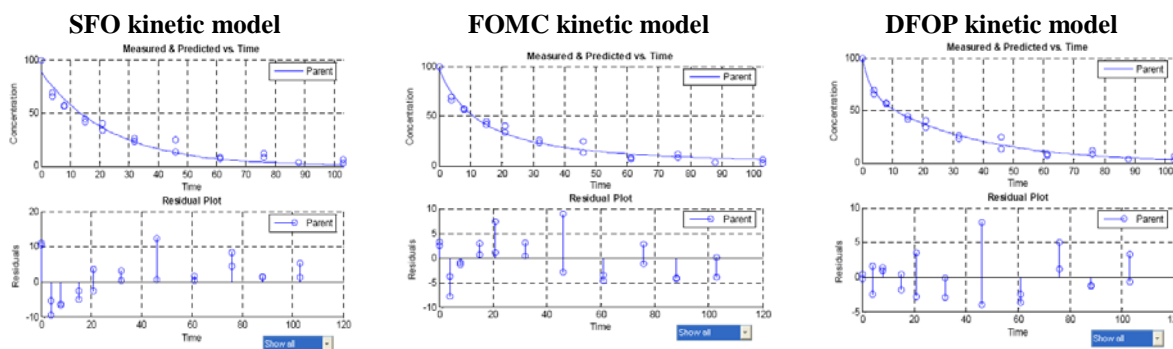 SFO kinetic model
Measured & Predicted vs. Time
Parent
Concentration
100
50
0
0 10 20 30 40 50 60 70 80 90 100
Time
Residual Plot
Parent
Residuals
20
10
0
-10
0 20 40 60 80 100 120
Time
Show all
FOMC kinetic model
Measured & Predicted vs. Time
Parent
Concentration
100
50
0
0 10 20 30 40 50 60 70 80 90 100
Time
Residual Plot
Parent
Residuals
10
5
0
-5
-10
0 20 40 60 80 100 120
Time
Show all
DFOP kinetic model
Measured & Predicted vs. Time
Parent
Concentration
100
50
0
0 10 20 30 40 50 60 70 80 90 100
Time
Residual Plot
Parent
Residuals
10
5
0
-5
0 20 40 60 80 100
Time
Show all